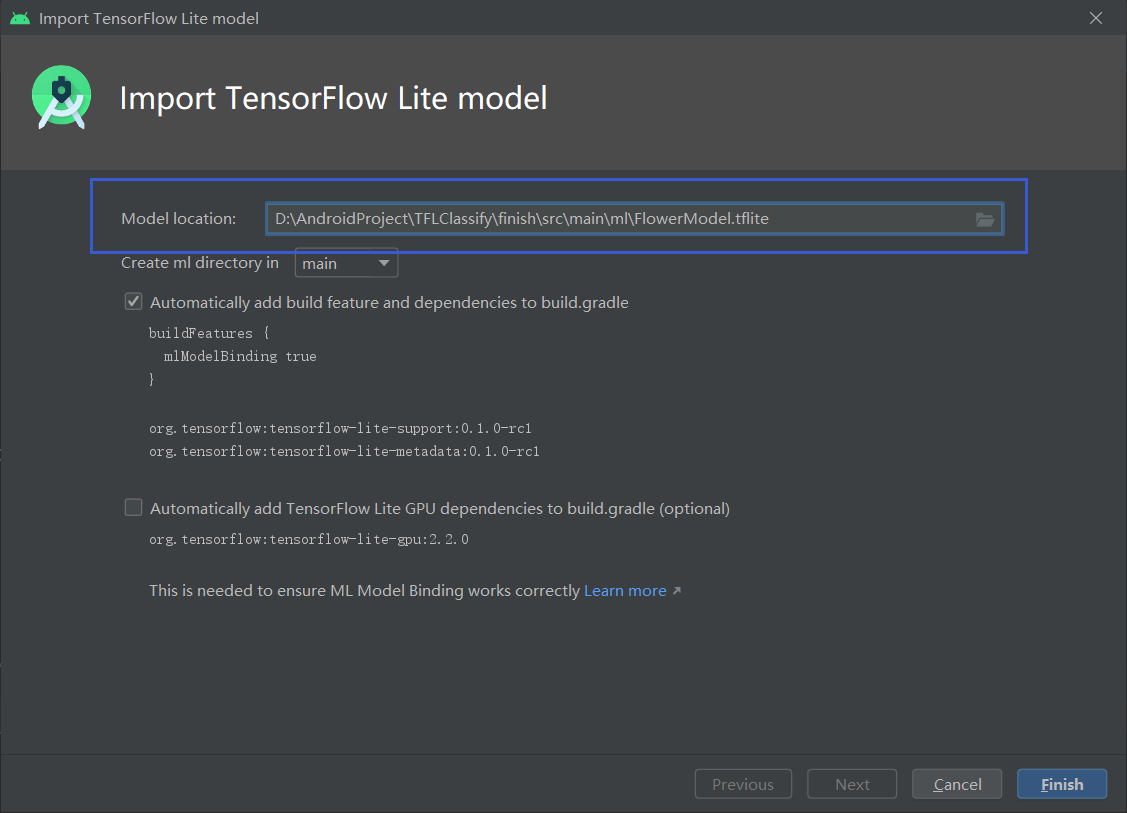 Import TensorFlow Lite model
Import TensorFlow Lite model
Model location: D:\AndroidProject\TFLClassify\finish\src\main\ml\FlowerModel.tflite
Create ml directory in main
Automatically add build feature and dependencies to build.gradle
buildFeatures {
mlModelBinding true
}
org.tensorflow:tensorflow-lite-support:0.1.0-rc1
org.tensorflow:tensorflow-lite-metadata:0.1.0-rc1
Automatically add TensorFlow Lite GPU dependencies to build.gradle (optional)
org.tensorflow:tensorflow-lite-gpu:2.2.0
This is needed to ensure ML Model Binding works correctly Learn more ↗
Previous Next Cancel Finish